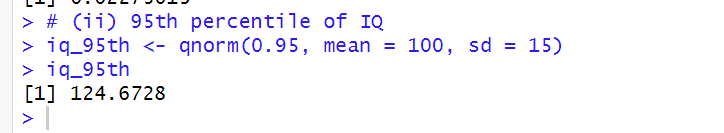 > # (ii) 95th percentile of IQ
> iq_95th <- qnorm(0.95, mean = 100, sd = 15)
> iq_95th
[1] 124.6728
>